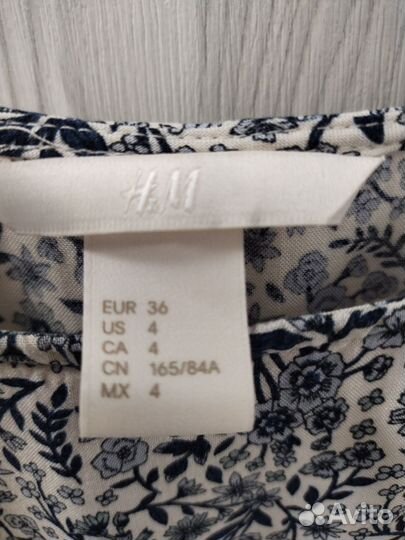 H&M
EUR 36
US 4
CA 4
CN 165/84A
MX 4
Avito